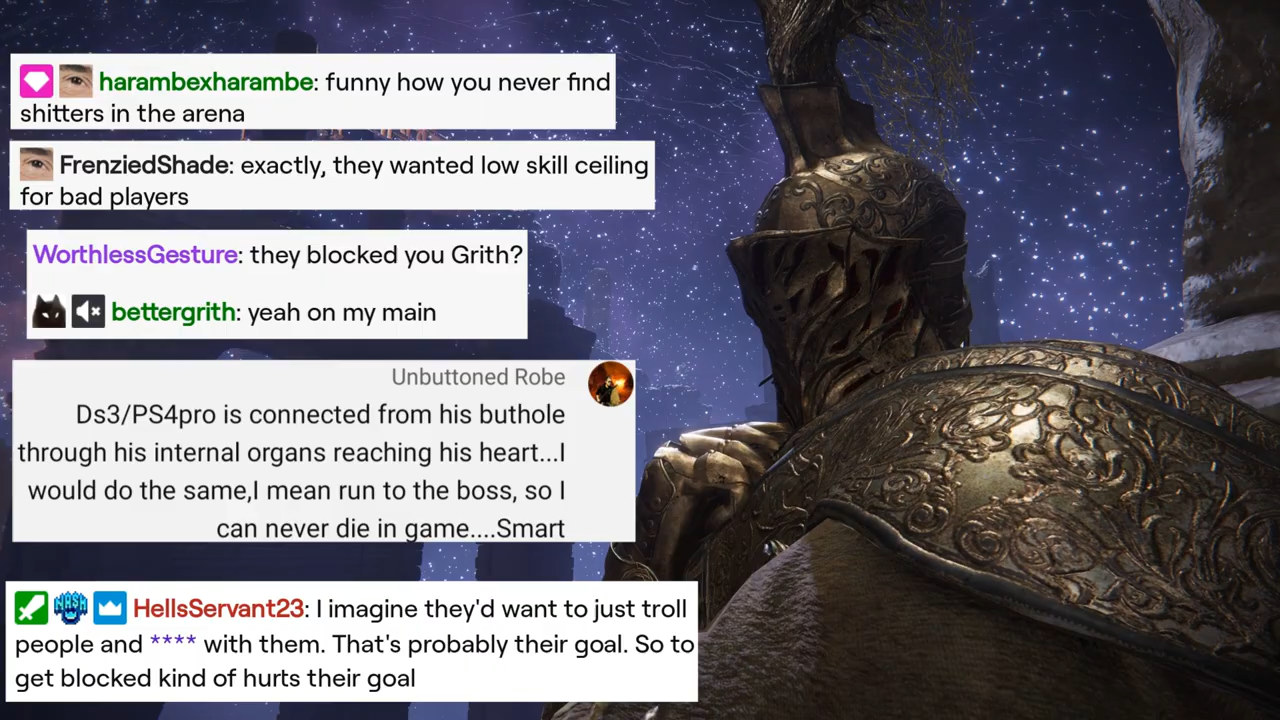 harambexharambe: funny how you never find
shitters in the arena
FrenziedShade: exactly, they wanted low skill ceiling
for bad players
WorthlessGesture: they blocked you Grith?
bettergrith: yeah on my main
Unbuttoned Robe
Ds3/PS4pro is connected from his buthole
through his internal organs reaching his heart...I
would do the same,I mean run to the boss, so I
can never die in game....Smart
NASH HellsServant23: I imagine they'd want to just troll
people and **** with them. That's probably their goal. So to
get blocked kind of hurts their goal